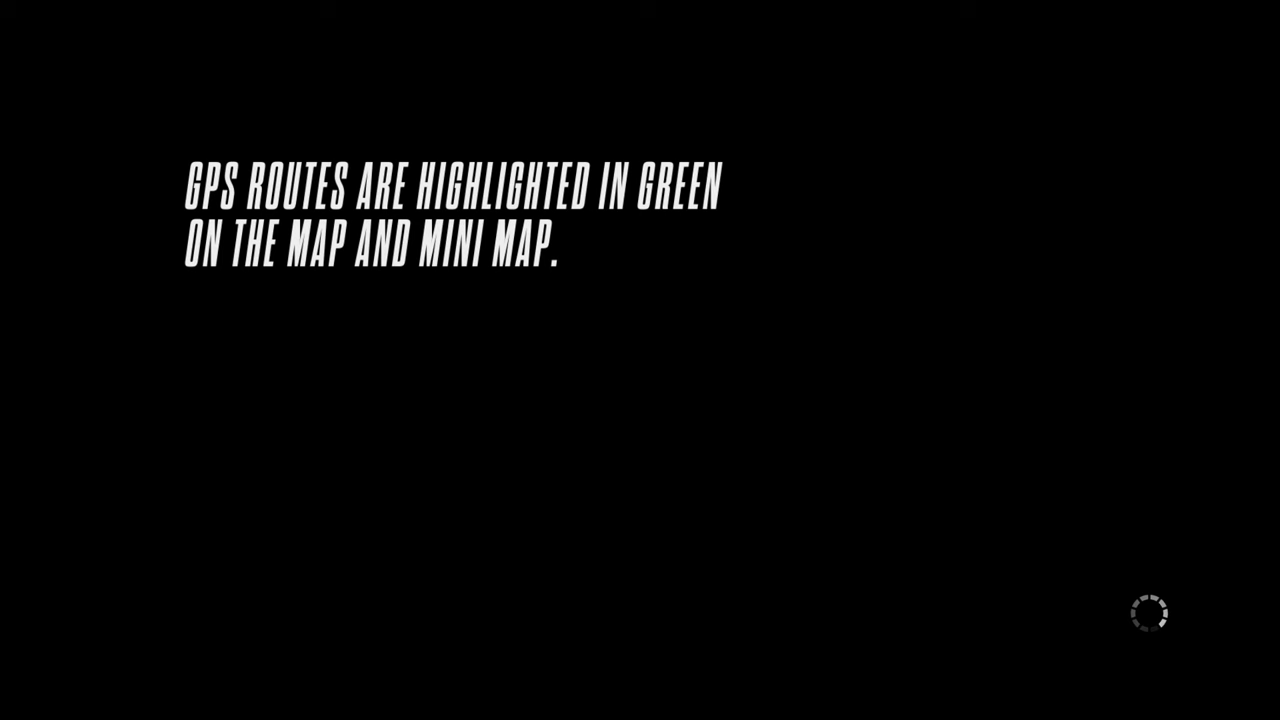 GPS ROUTES ARE HIGHLIGHTED IN GREEN
ON THE MAP AND MINI MAP.